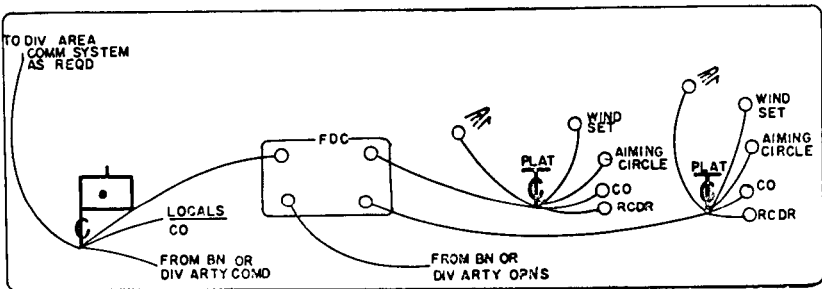 TO DIV AREA
COMM SYSTEM
AS REQD
FDC
LOCALS
CO
FROM BN OR
DIV ARTY COMD
FROM BN OR
DIV ARTY OPNS
PLAT
WIND
SET
AIMING
CIRCLE
CO
RCDR
PLAT
WIND
SET
AIMING
CIRCLE
CO
RCDR